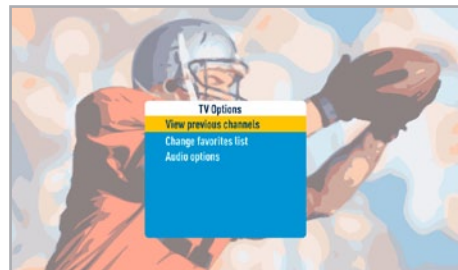 TV Options
View previous channels
Change favorites list
Audio options